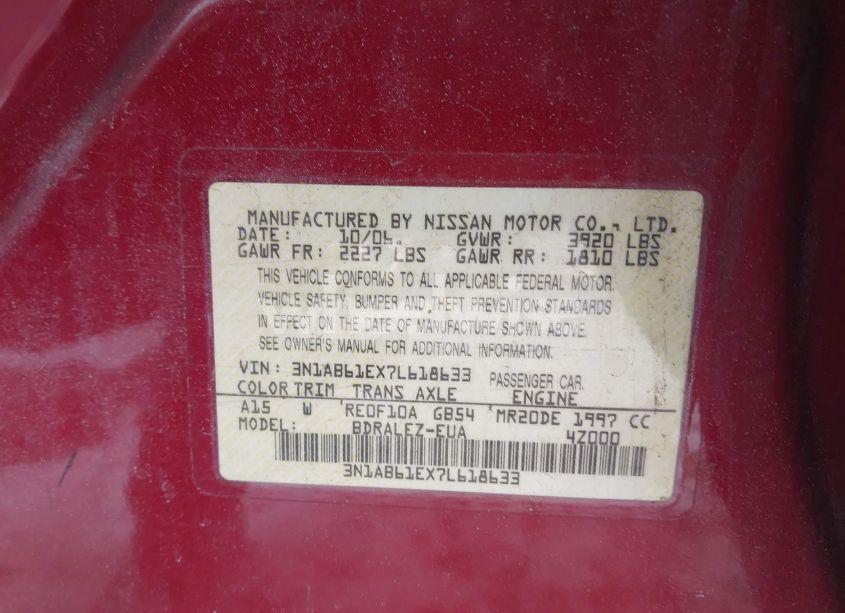 MANUFACTURED BY NISSAN MOTOR CO., LTD.
DATE: 10/06. GVWR: 3920 LBS
GAWR FR: 2227 LBS GAWR RR: 1810 LBS
THIS VEHICLE CONFORMS TO ALL APPLICABLE FEDERAL MOTOR
VEHICLE SAFETY, BUMPER AND THEFT PREVENTION STANDARDS
IN EFFECT ON THE DATE OF MANUFACTURE SHOWN ABOVE.
SEE OWNER'S MANUAL FOR ADDITIONAL INFORMATION.
VIN: 3N1AB61EX7L618633 PASSENGER CAR
COLOR TRIM TRANS AXLE ENGINE
A15 W RE0F10A GB54 MR20DE 1997 CC
MODEL: BDRALEZ-EUA 4Z000
3N1AB61EX7L618633